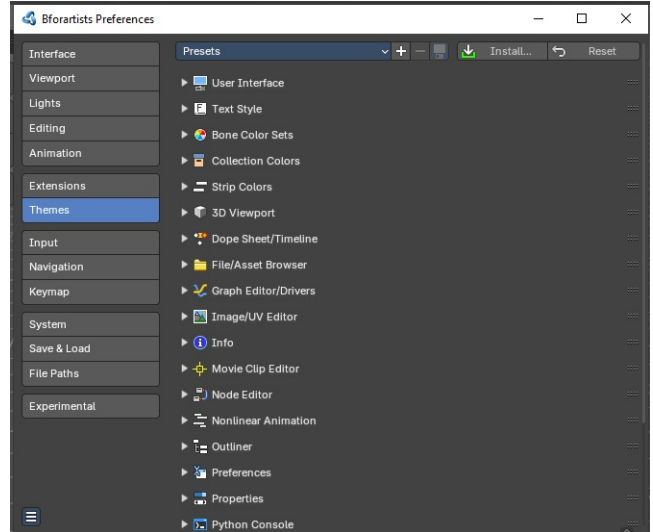 Bforartists Preferences
Interface
Viewport
Lights
Editing
Animation
Extensions
Themes
Input
Navigation
Keymap
System
Save & Load
File Paths
Experimental
Presets
Install...
Reset
User Interface
Text Style
Bone Color Sets
Collection Colors
Strip Colors
3D Viewport
Dope Sheet/Timeline
File/Asset Browser
Graph Editor/Drivers
Image/UV Editor
Info
Movie Clip Editor
Node Editor
Nonlinear Animation
Outliner
Preferences
Properties
Python Console